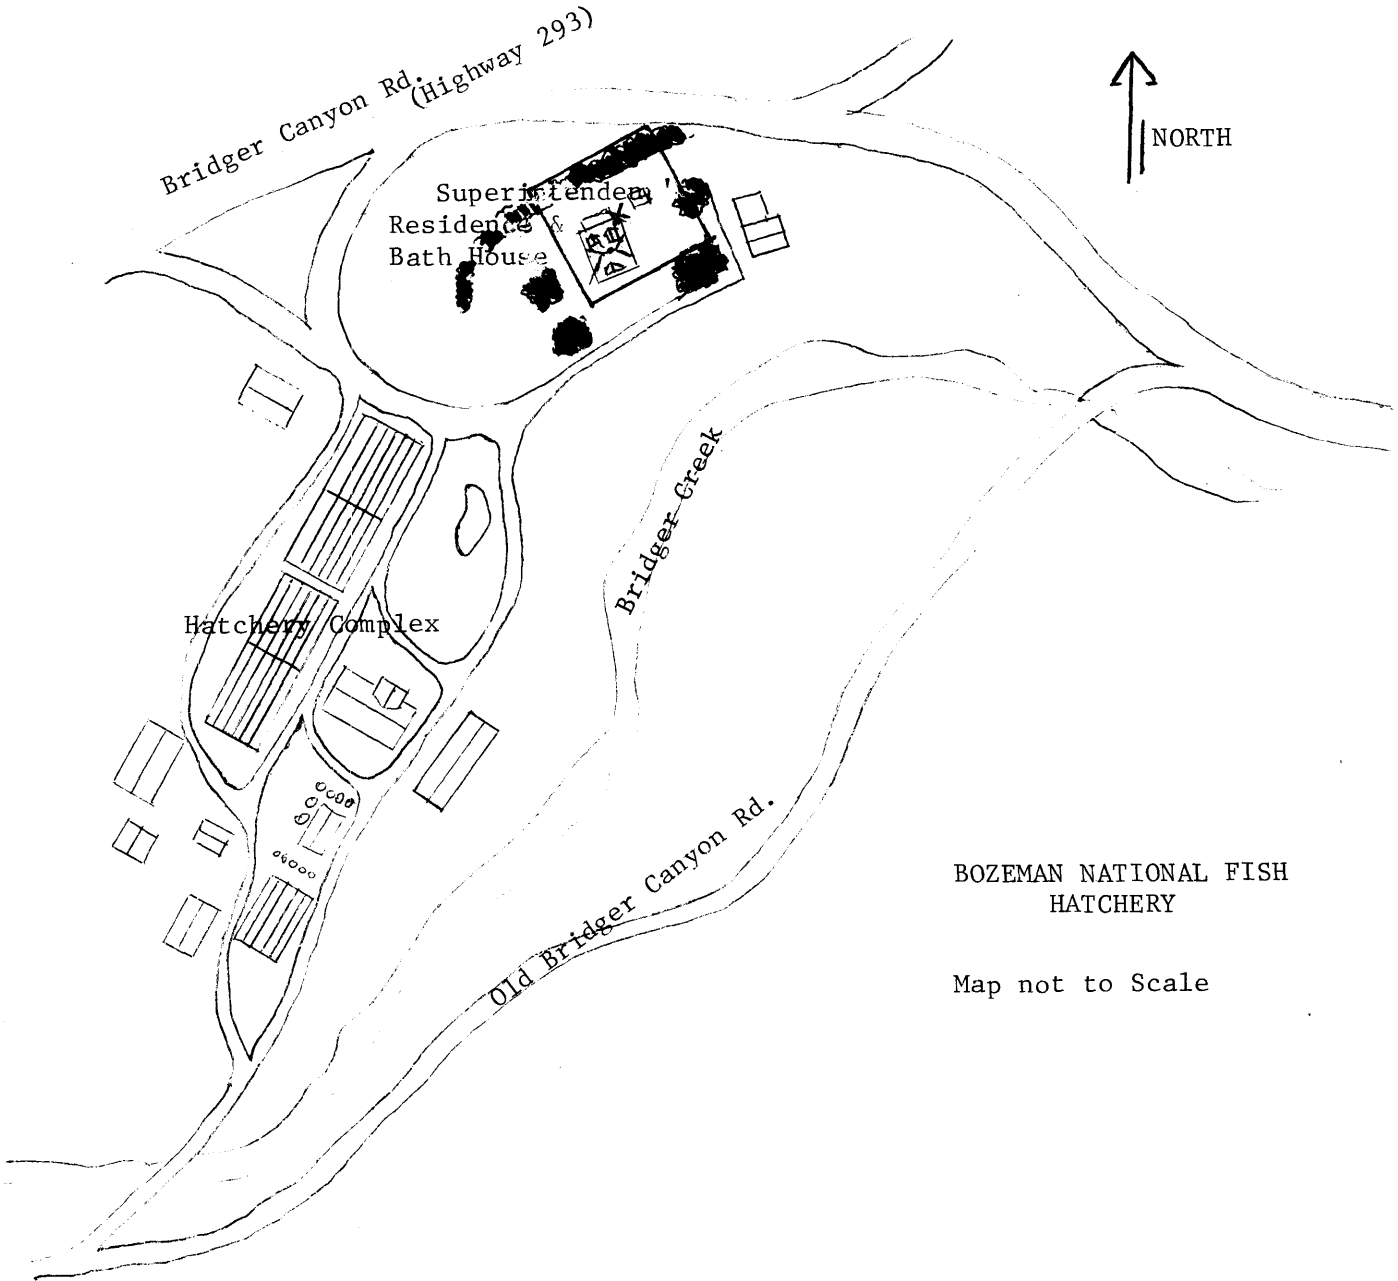 Bridger Canyon Rd.
(Highway 293)
NORTH
Superintenden '
Residence &
Bath House
Bridger Creek
Hatchery Complex
Old Bridger Canyon Rd.
BOZEMAN NATIONAL FISH
HATCHERY
Map not to Scale